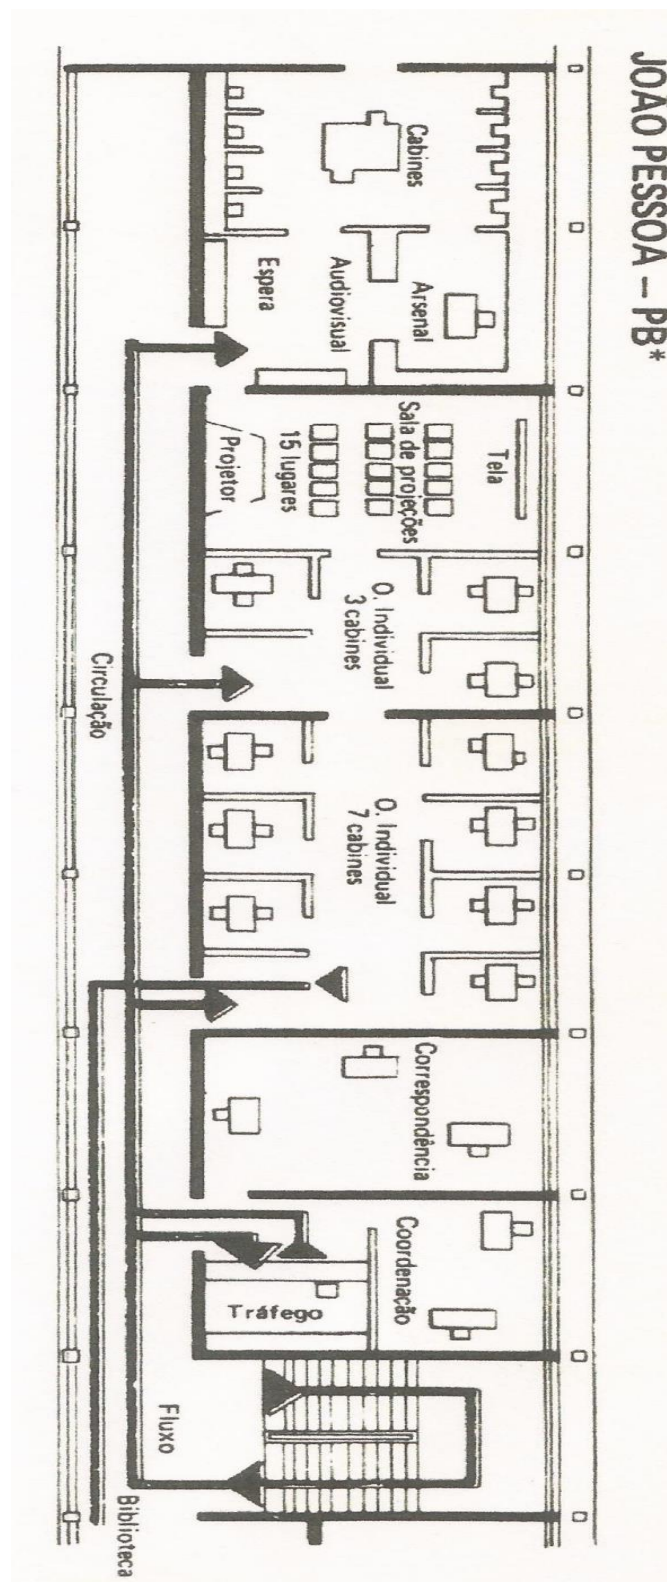 JOÃO PESSOA — PB*
Cabines
Arsenal
Audiovisual
Espera
Tela
Sala de projeções
15 lugares
Projetor
O. Individual
3 cabines
Circulação
O. Individual
7 cabines
Correspondência
Coordenação
Tráfego
Fluxo
Biblioteca